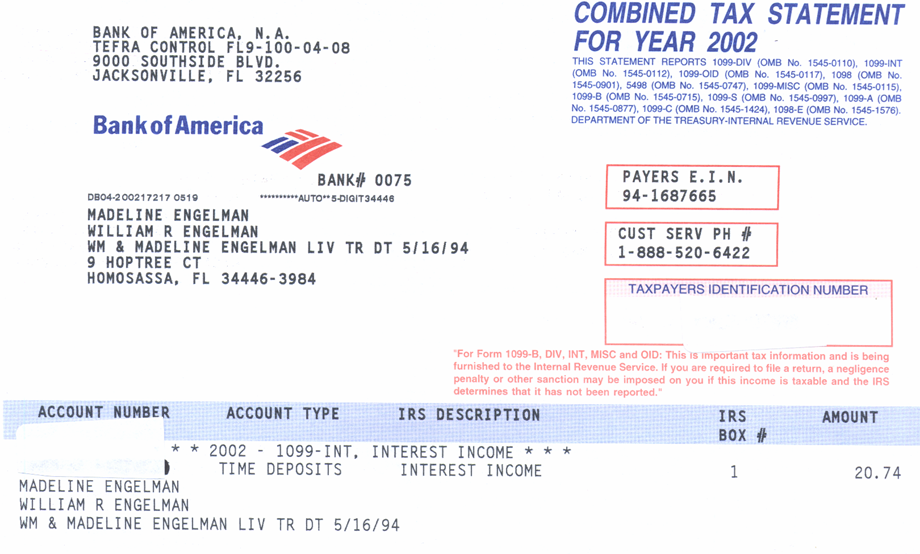 BANK OF AMERICA, N.A.
TEFRA CONTROL FL9-100-04-08
9000 SOUTHSIDE BLVD.
JACKSONVILLE, FL 32256
COMBINED TAX STATEMENT
FOR YEAR 2002
THIS STATEMENT REPORTS 1099-DIV (OMB No. 1545-0110), 1099-INT
(OMB No. 1545-0112), 1099-OID (OMB No. 1545-0117), 1098 (OMB No.
1545-0901), 5498 (OMB No. 1545-0747), 1099-MISC (OMB No. 1545-0115),
1099-B (OMB No. 1545-0715), 1099-S (OMB No. 1545-0997), 1099-A (OMB
No. 1545-0877), 1099-C (OMB No. 1545-1424), 1098-E (OMB No. 1545-1576).
DEPARTMENT OF THE TREASURY-INTERNAL REVENUE SERVICE.
Bank of America
BANK# 0075
DB04-200217217 0519 **********AUTO**5-DIGIT34446
MADELINE ENGELMAN
WILLIAM R ENGELMAN
WM & MADELINE ENGELMAN LIV TR DT 5/16/94
9 HOPTREE CT
HOMOSASSA, FL 34446-3984
PAYERS E.I.N.
94-1687665
CUST SERV PH #
1-888-520-6422
TAXPAYERS IDENTIFICATION NUMBER
"For Form 1099-B, DIV, INT, MISC and OID: This is important tax information and is being
furnished to the Internal Revenue Service. If you are required to file a return, a negligence
penalty or other sanction may be imposed on you if this income is taxable and the IRS
determines that it has not been reported."
ACCOUNT NUMBER ACCOUNT TYPE IRS DESCRIPTION IRS BOX # AMOUNT
* * 2002 - 1099-INT, INTEREST INCOME * * *
TIME DEPOSITS INTEREST INCOME 1 20.74
MADELINE ENGELMAN
WILLIAM R ENGELMAN
WM & MADELINE ENGELMAN LIV TR DT 5/16/94